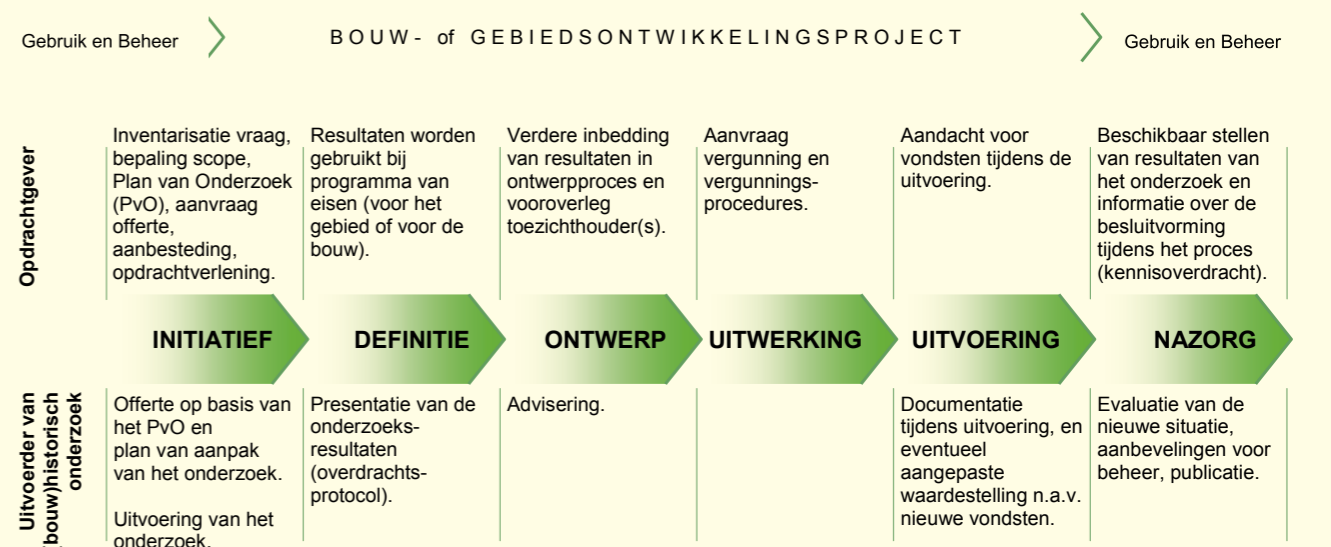 Gebruik en Beheer
BOUW- of GEBIEDSONTWIKKELINGSPROJECT
Gebruik en Beheer
Opdrachtgever
Inventarisatie vraag,
bepaling scope,
Plan van Onderzoek
(PvO), aanvraag
offerte,
aanbesteding,
opdrachtverlening.
Resultaten worden
gebruikt bij
programma van
eisen (voor het
gebied of voor de
bouw).
Verdere inbedding
van resultaten in
ontwerpproces en
vooroverleg
toezichthouder(s).
Aanvraag
vergunning en
vergunnings-
procedures.
Aandacht voor
vondsten tijdens de
uitvoering.
Beschikbaar stellen
van resultaten van
het onderzoek en
informatie over de
besluitvorming
tijdens het proces
(kennisoverdracht).
INITIATIEF
DEFINITIE
ONTWERP
UITWERKING
UITVOERING
NAZORG
Uitvoerder van
bouw)historisch
onderzoek
Offerte op basis van
het PvO en
plan van aanpak
van het onderzoek.
Uitvoering van het
onderzoek.
Presentatie van de
onderzoeks-
resultaten
(overdrachts-
protocol).
Advisering.
Documentatie
tijdens uitvoering, en
eventueel
aangepaste
waardestelling n.a.v.
nieuwe vondsten.
Evaluatie van de
nieuwe situatie,
aanbevelingen voor
beheer, publicatie.